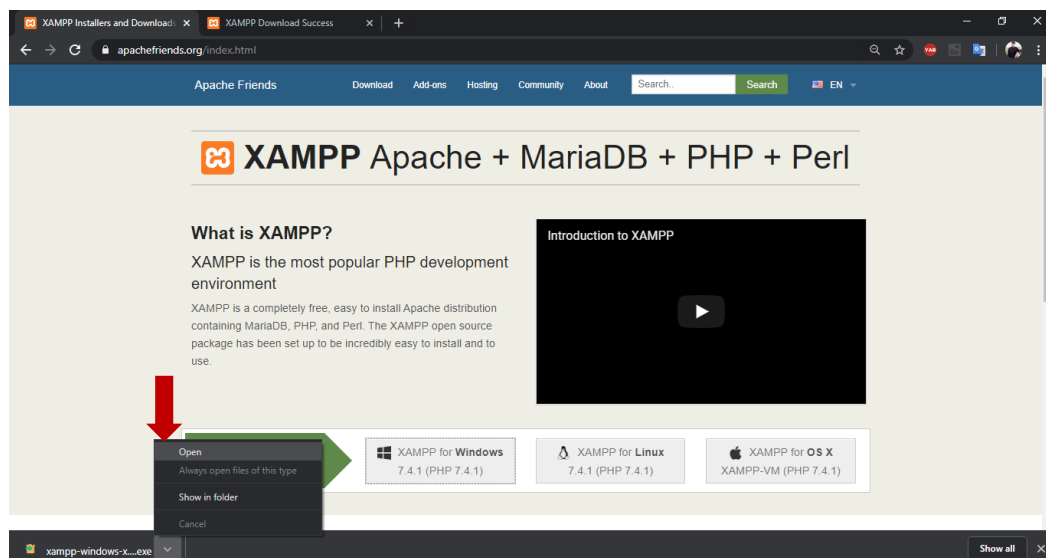 XAMPP Installers and Downloads
XAMPP Download Success
apachefriends.org/index.html
Apache Friends
Download
Add-ons
Hosting
Community
About
Search..
Search
EN
XAMPP Apache + MariaDB + PHP + Perl
What is XAMPP?
XAMPP is the most popular PHP development
environment
XAMPP is a completely free, easy to install Apache distribution
containing MariaDB, PHP, and Perl. The XAMPP open source
package has been set up to be incredibly easy to install and to
use.
Introduction to XAMPP
Open
Always open files of this type
Show in folder
Cancel
XAMPP for Windows
7.4.1 (PHP 7.4.1)
XAMPP for Linux
7.4.1 (PHP 7.4.1)
XAMPP for OS X
XAMPP-VM (PHP 7.4.1)
xampp-windows-x....exe
Show all